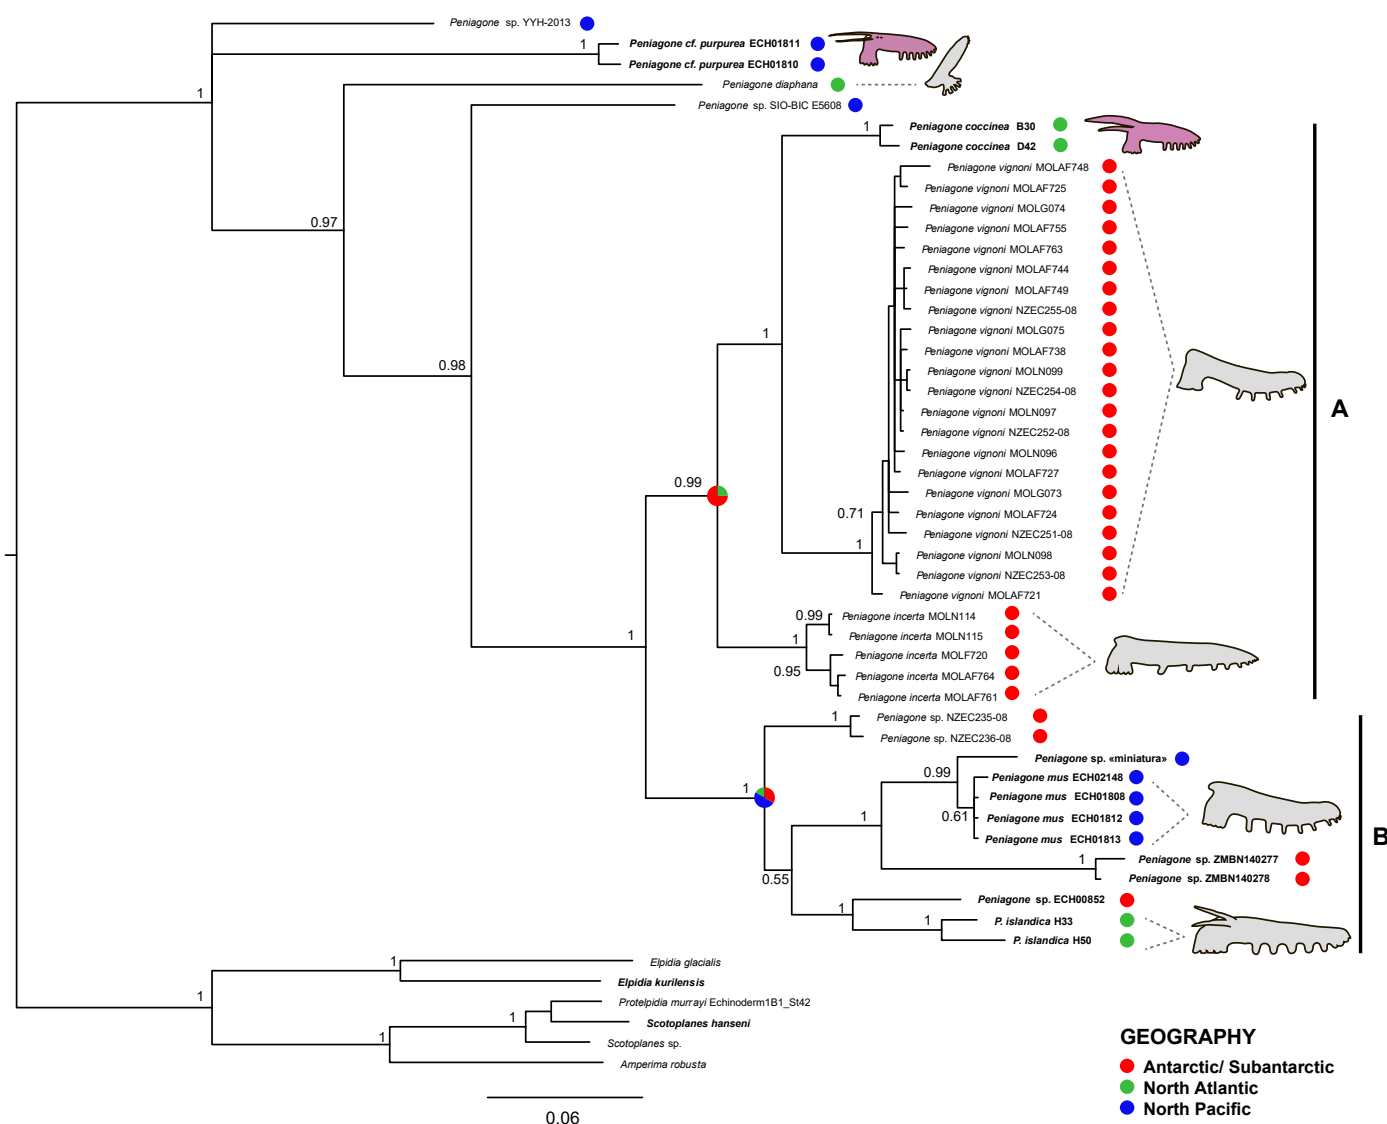 Peniagone sp. YYH-2013
1
Peniagone cf. purpurea ECH01811
Peniagone cf. purpurea ECH01810
1
Peniagone diaphana
Peniagone sp. SIO-BIC E5608
0.97
1
Peniagone coccinea B30
Peniagone coccinea D42
Peniagone vignoni MOLAF748
Peniagone vignoni MOLAF725
Peniagone vignoni MOLG074
Peniagone vignoni MOLAF755
Peniagone vignoni MOLAF763
Peniagone vignoni MOLAF744
Peniagone vignoni MOLAF749
Peniagone vignoni NZEC255-08
Peniagone vignoni MOLG075
1
Peniagone vignoni MOLAF738
0.98
Peniagone vignoni MOLN099
Peniagone vignoni NZEC254-08
A
Peniagone vignoni MOLN097
Peniagone vignoni NZEC252-08
Peniagone vignoni MOLN096
Peniagone vignoni MOLAF727
0.99
Peniagone vignoni MOLG073
0.71
Peniagone vignoni MOLAF724
Peniagone vignoni NZEC251-08
1
Peniagone vignoni MOLN098
Peniagone vignoni NZEC253-08
Peniagone vignoni MOLAF721
0.99
Peniagone incerta MOLN114
1
1
Peniagone incerta MOLN115
Peniagone incerta MOLF720
0.95
Peniagone incerta MOLAF764
Peniagone incerta MOLAF761
1
Peniagone sp. NZEC235-08
Peniagone sp. NZEC236-08
Peniagone sp. «miniatura»
0.99
Peniagone mus ECH02148
1
Peniagone mus ECH01808
0.61
Peniagone mus ECH01812
1
Peniagone mus ECH01813
B
1
Peniagone sp. ZMBN140277
0.55
Peniagone sp. ZMBN140278
1
Peniagone sp. ECH00852
1
P. islandica H33
P. islandica H50
1
Elpidia glacialis
Elpidia kurilensis
1
Protelpidia murrayi Echinoderm1B1_St42
1
Scotoplanes hanseni
1
Scotoplanes sp.
Amperima robusta
0.06
GEOGRAPHY
Antarctic/ Subantarctic
North Atlantic
North Pacific